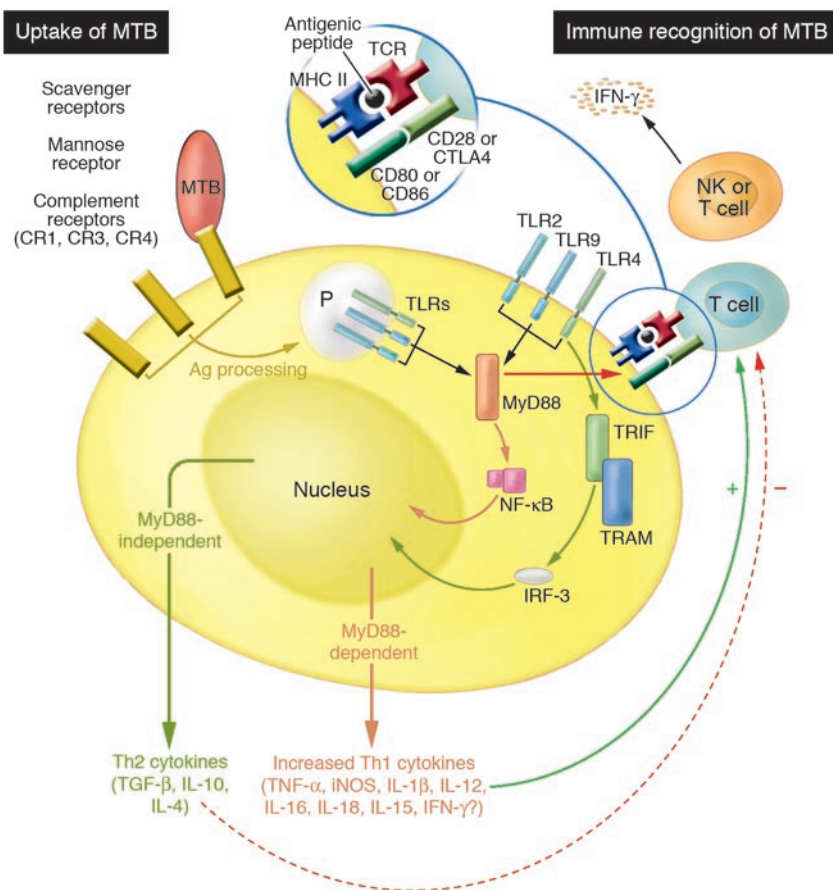 Uptake of MTB
Immune recognition of MTB
Scavenger
receptors
Mannose
receptor
Complement
receptors
(CR1, CR3, CR4)
MTB
Antigenic
peptide
TCR
MHC II
CD28 or
CTLA4
CD80 or
CD86
IFN-γ
NK or
T cell
T cell
TLR2
TLR9
TLR4
P
TLRs
Ag processing
MyD88
TRIF
TRAM
NF-κB
IRF-3
Nucleus
MyD88-
independent
MyD88-
dependent
+
–
Th2 cytokines
(TGF-β, IL-10,
IL-4)
Increased Th1 cytokines
(TNF-α, iNOS, IL-1β, IL-12,
IL-16, IL-18, IL-15, IFN-γ?)